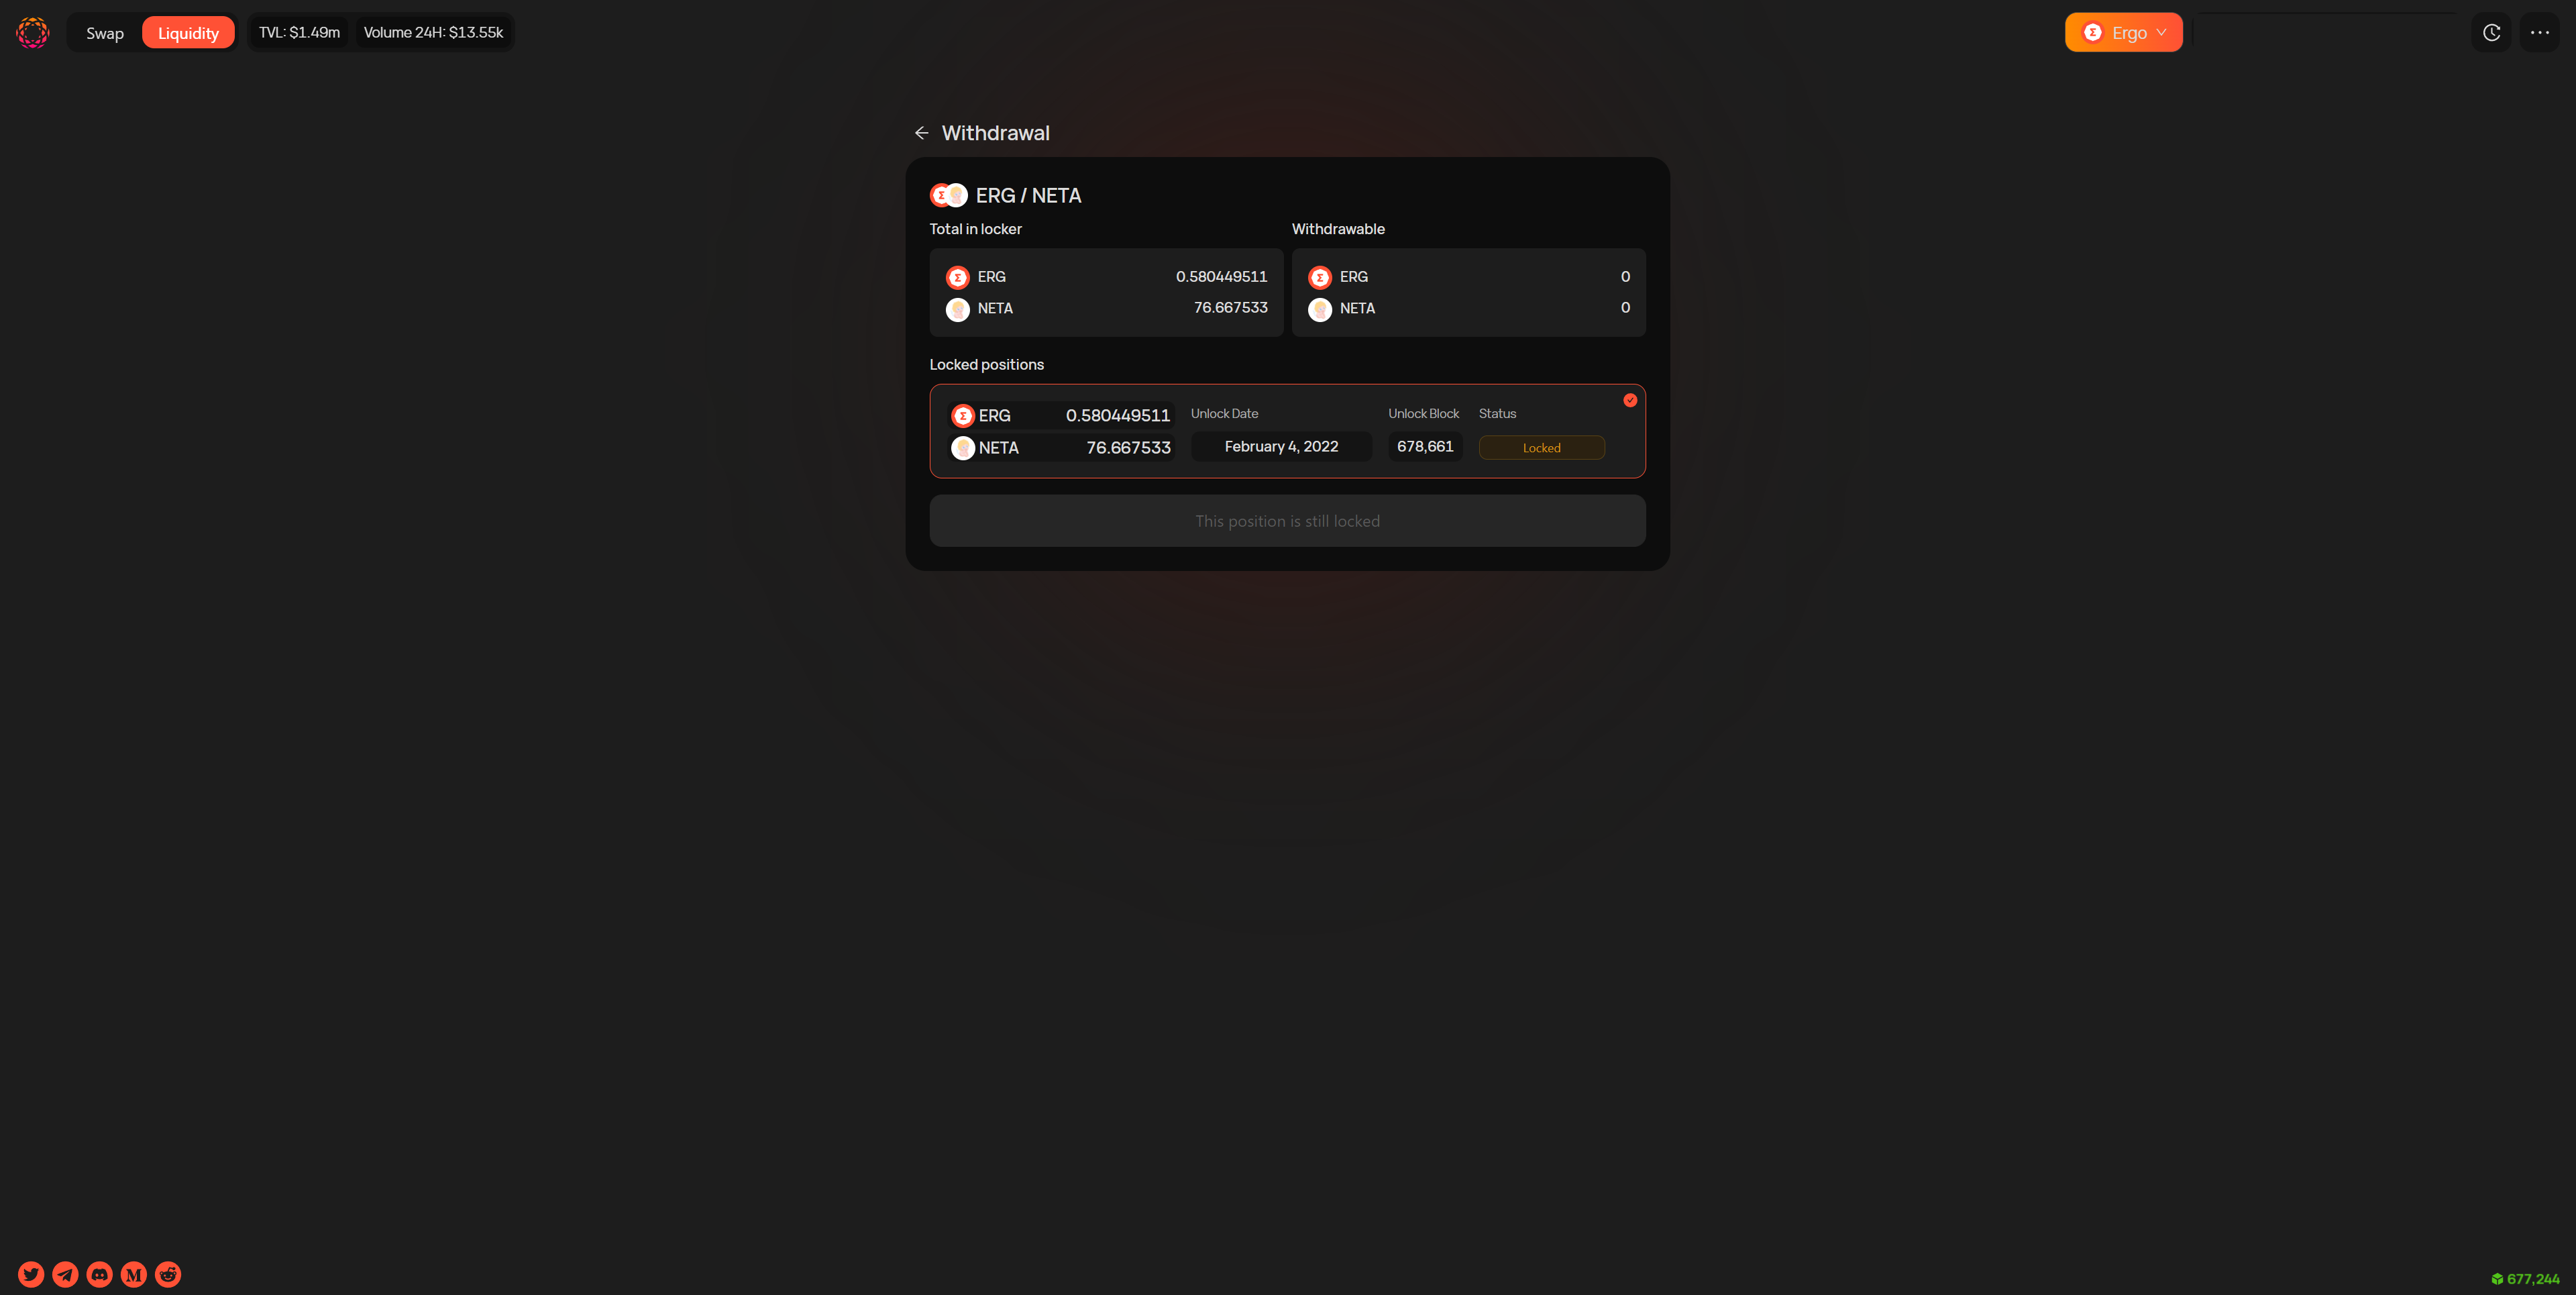 Swap Liquidity TVL: $1.49m Volume 24H: $13.55k Ergo
Withdrawal
ERG / NETA
Total in locker Withdrawable
ERG 0.580449511 ERG 0
NETA 76.667533 NETA 0
Locked positions
ERG 0.580449511 Unlock Date Unlock Block Status
NETA 76.667533 February 4, 2022 678,661 Locked
This position is still locked
677,244